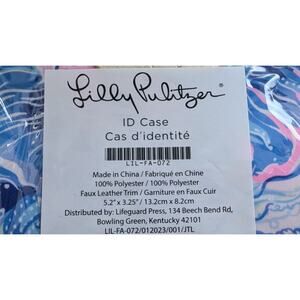 Lilly Pulitzer®
ID Case
Cas d'identité
LIL-FA-072
Made in China / Fabriqué en Chine
100% Polyester / 100% Polyester
Faux Leather Trim / Garniture en Faux Cuir
5.2" x 3.25" / 13.2cm x 8.2cm
Distributed by: Lifeguard Press, 134 Beech Bend Rd,
Bowling Green, Kentucky 42101
LIL-FA-072/012023/001/JTL